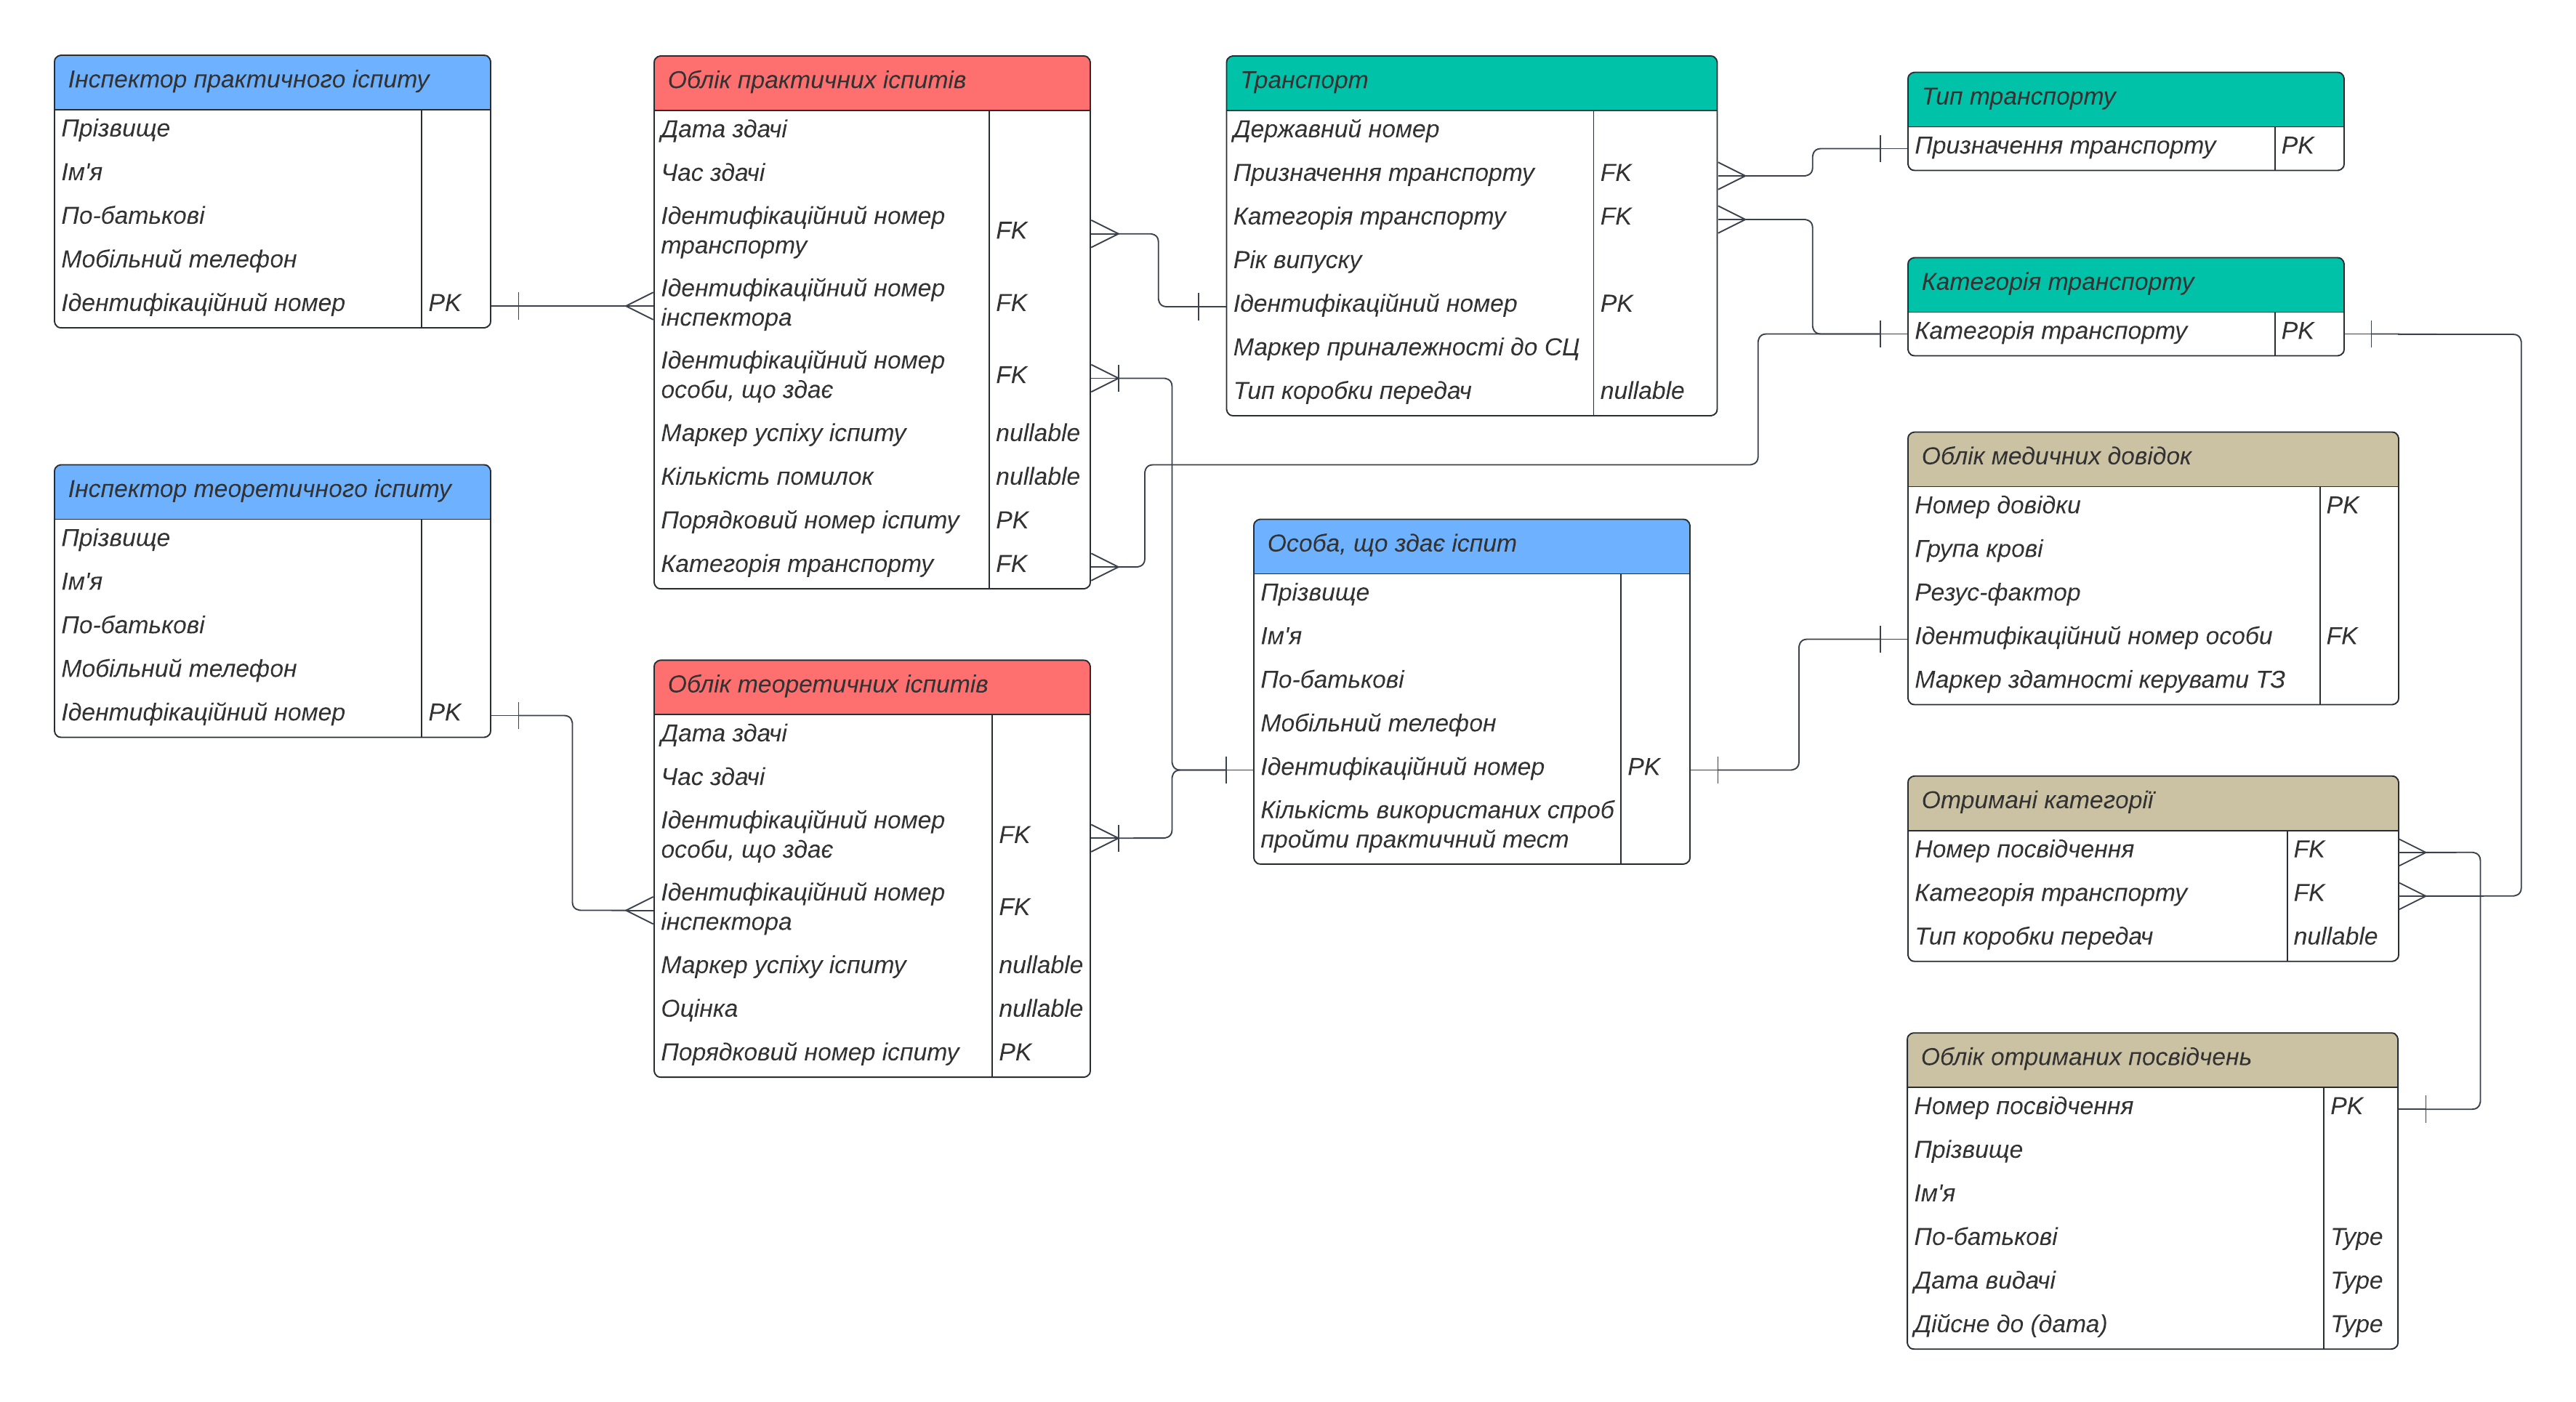 Інспектор практичного іспиту
Прізвище
Ім'я
По-батькові
Мобільний телефон
Ідентифікаційний номер PK
Інспектор теоретичного іспиту
Прізвище
Ім'я
По-батькові
Мобільний телефон
Ідентифікаційний номер PK
Облік практичних іспитів
Дата здачі
Час здачі
Ідентифікаційний номер
транспорту FK
Ідентифікаційний номер
інспектора FK
Ідентифікаційний номер
особи, що здає FK
Маркер успіху іспиту nullable
Кількість помилок nullable
Порядковий номер іспиту PK
Категорія транспорту FK
Облік теоретичних іспитів
Дата здачі
Час здачі
Ідентифікаційний номер
особи, що здає FK
Ідентифікаційний номер
інспектора FK
Маркер успіху іспиту nullable
Оцінка nullable
Порядковий номер іспиту PK
Транспорт
Державний номер
Призначення транспорту FK
Категорія транспорту FK
Рік випуску
Ідентифікаційний номер PK
Маркер приналежності до СЦ
Тип коробки передач nullable
Особа, що здає іспит
Прізвище
Ім'я
По-батькові
Мобільний телефон
Ідентифікаційний номер PK
Кількість використаних спроб
пройти практичний тест
Тип транспорту
Призначення транспорту PK
Категорія транспорту
Категорія транспорту PK
Облік медичних довідок
Номер довідки PK
Група крові
Резус-фактор
Ідентифікаційний номер особи FK
Маркер здатності керувати ТЗ
Отримані категорії
Номер посвідчення FK
Категорія транспорту FK
Тип коробки передач nullable
Облік отриманих посвідчень
Номер посвідчення PK
Прізвище
Ім'я
По-батькові Type
Дата видачі Type
Дійсне до (дата) Type